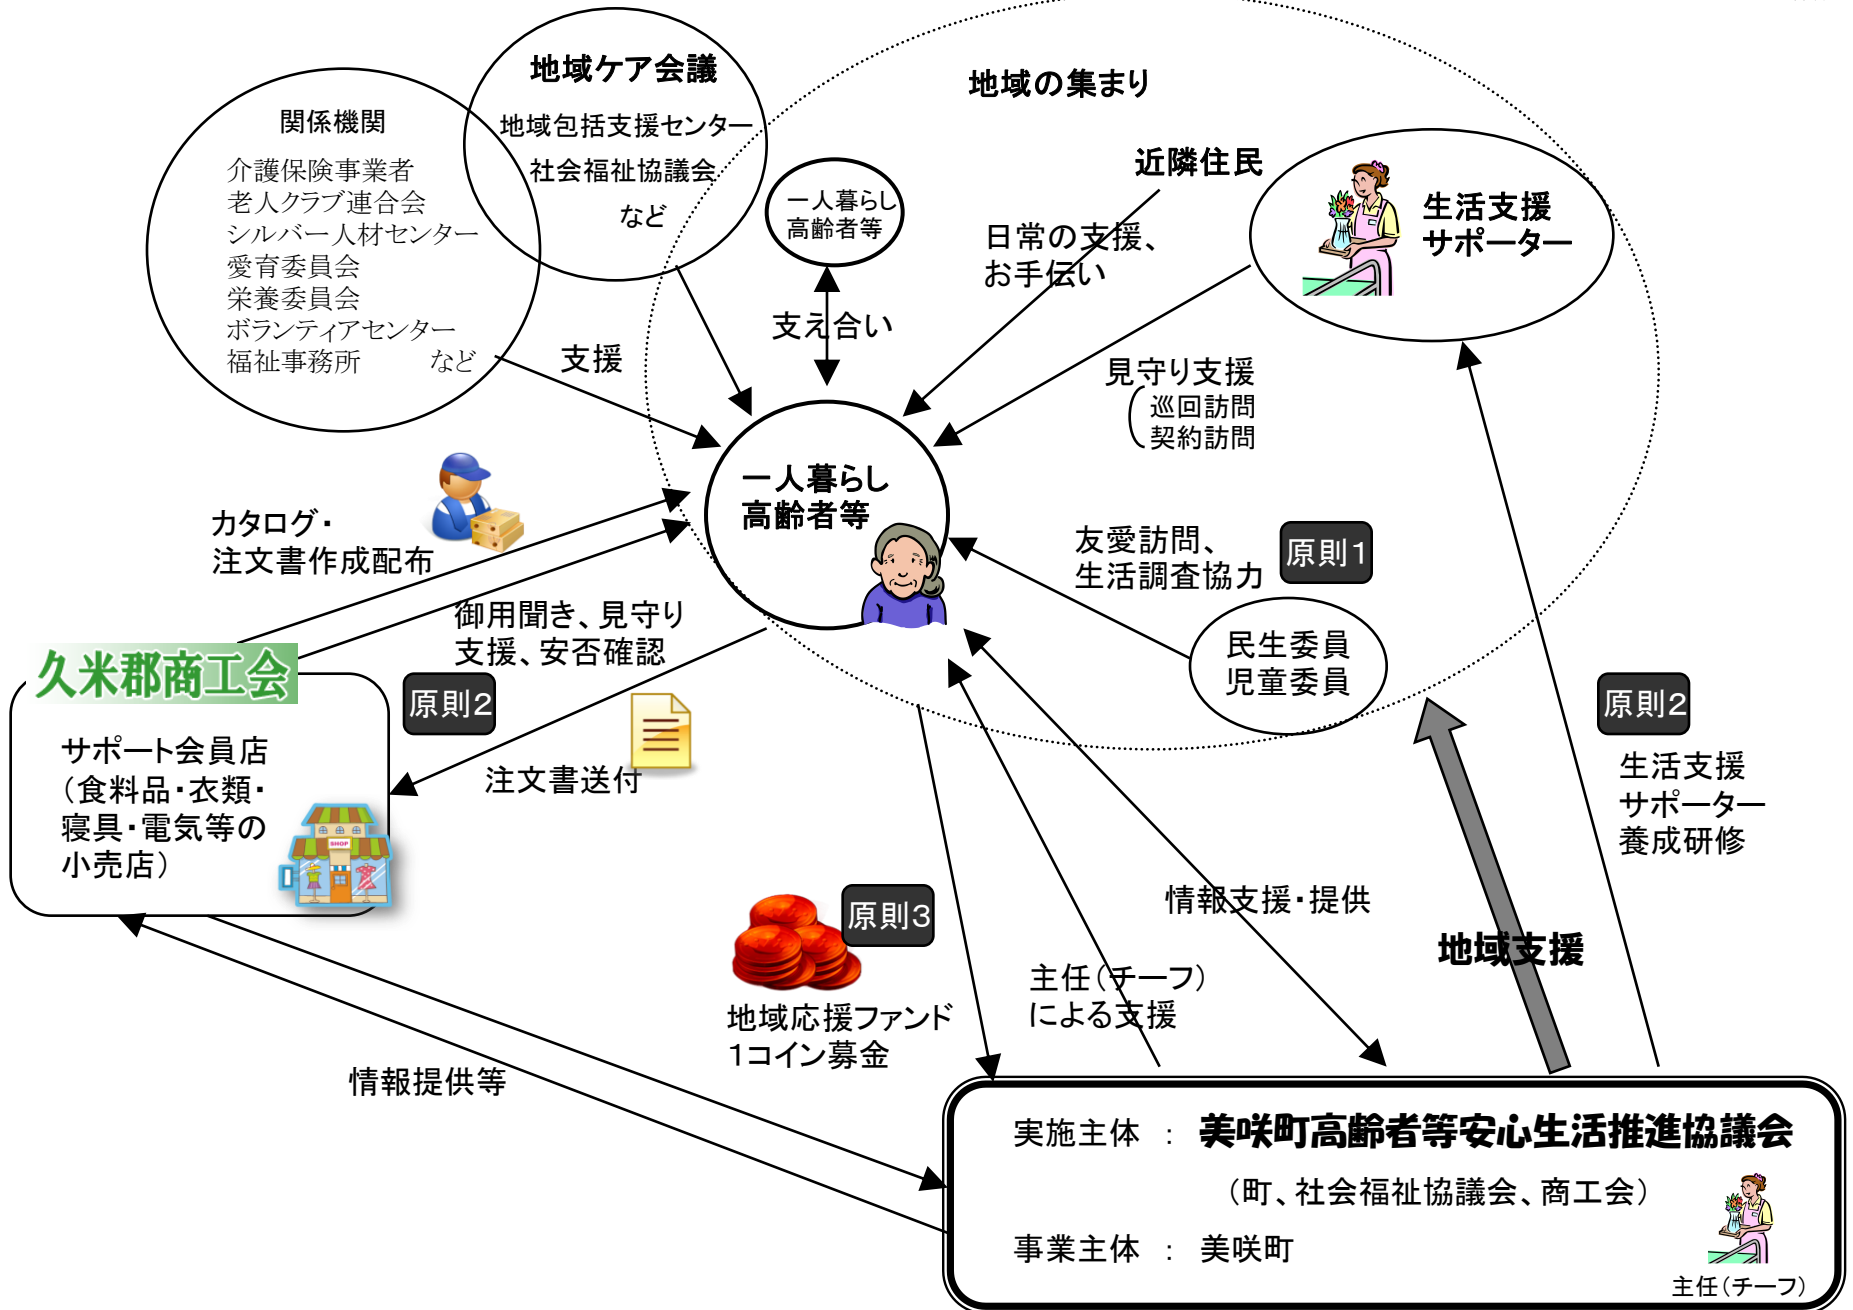 地域ケア会議
地域包括支援センター
社会福祉協議会
など
関係機関
介護保険事業者
老人クラブ連合会
シルバー人材センター
愛育委員会
栄養委員会
ボランティアセンター
福祉事務所 など
地域の集まり
一人暮らし
高齢者等
支え合い
近隣住民
日常の支援、
お手伝い
生活支援
サポーター
見守り支援
巡回訪問
契約訪問
支援
一人暮らし
高齢者等
カタログ・
注文書作成配布
御用聞き、見守り
支援、安否確認
友愛訪問、
生活調査協力
原則1
民生委員
児童委員
久米郡商工会
サポート会員店
(食料品・衣類・
寝具・電気等の
小売店)
SHOP
原則2
注文書送付
原則2
生活支援
サポーター
養成研修
原則3
地域応援ファンド
1コイン募金
主任(チーフ)
による支援
情報支援・提供
地域支援
情報提供等
実施主体 : 美咲町高齢者等安心生活推進協議会
(町、社会福祉協議会、商工会)
事業主体 : 美咲町
主任(チーフ)